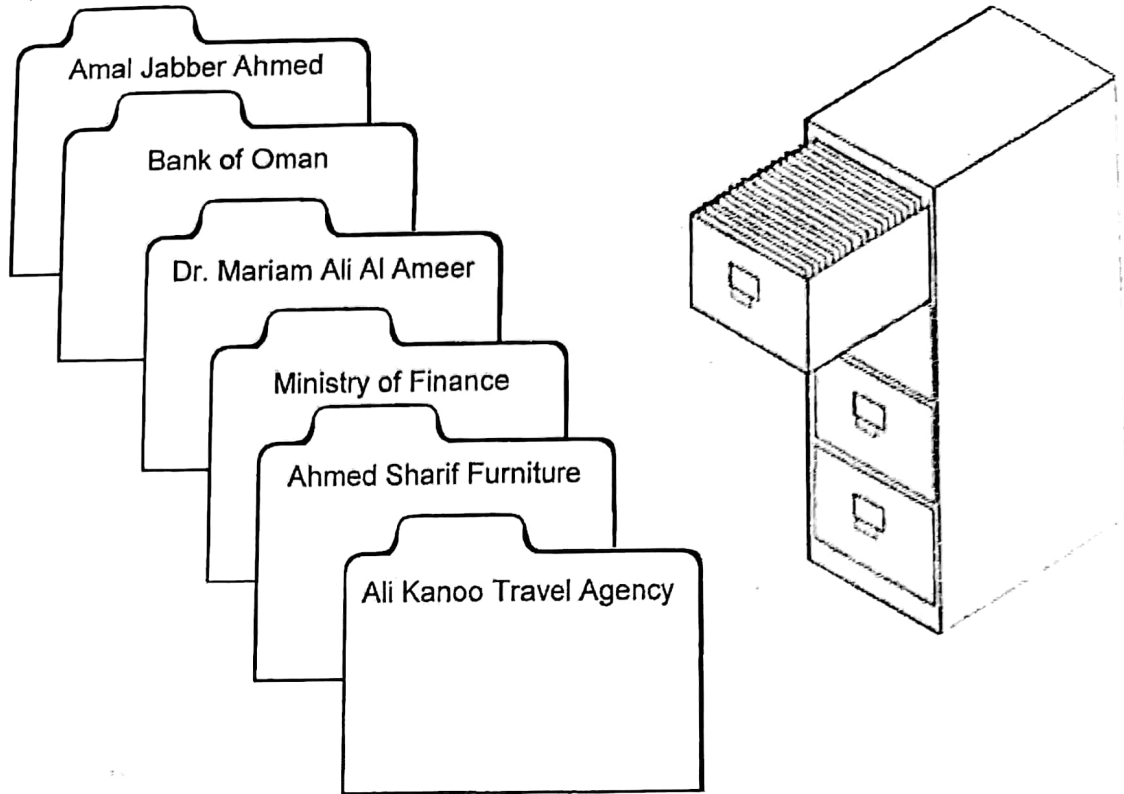 Amal Jabber Ahmed
Bank of Oman
Dr. Mariam Ali Al Ameer
Ministry of Finance
Ahmed Sharif Furniture
Ali Kanoo Travel Agency